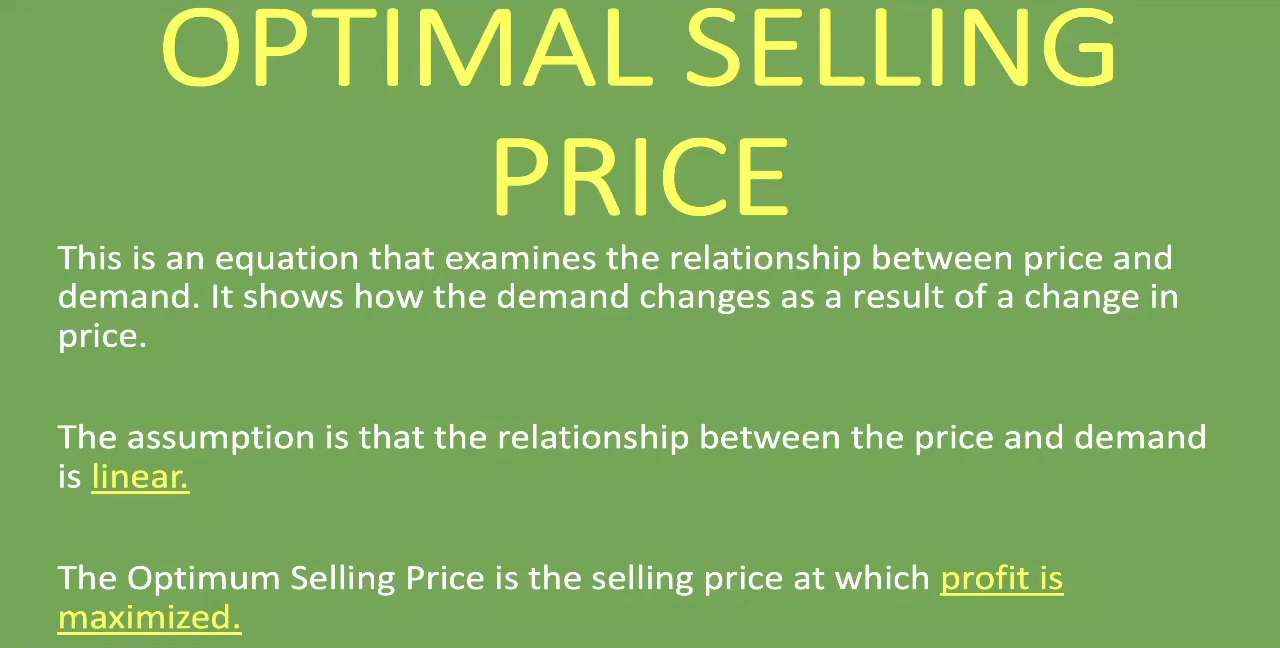 OPTIMAL SELLING
PRICE
This is an equation that examines the relationship between price and
demand. It shows how the demand changes as a result of a change in
price.
The assumption is that the relationship between the price and demand
is linear.
The Optimum Selling Price is the selling price at which profit is
maximized.